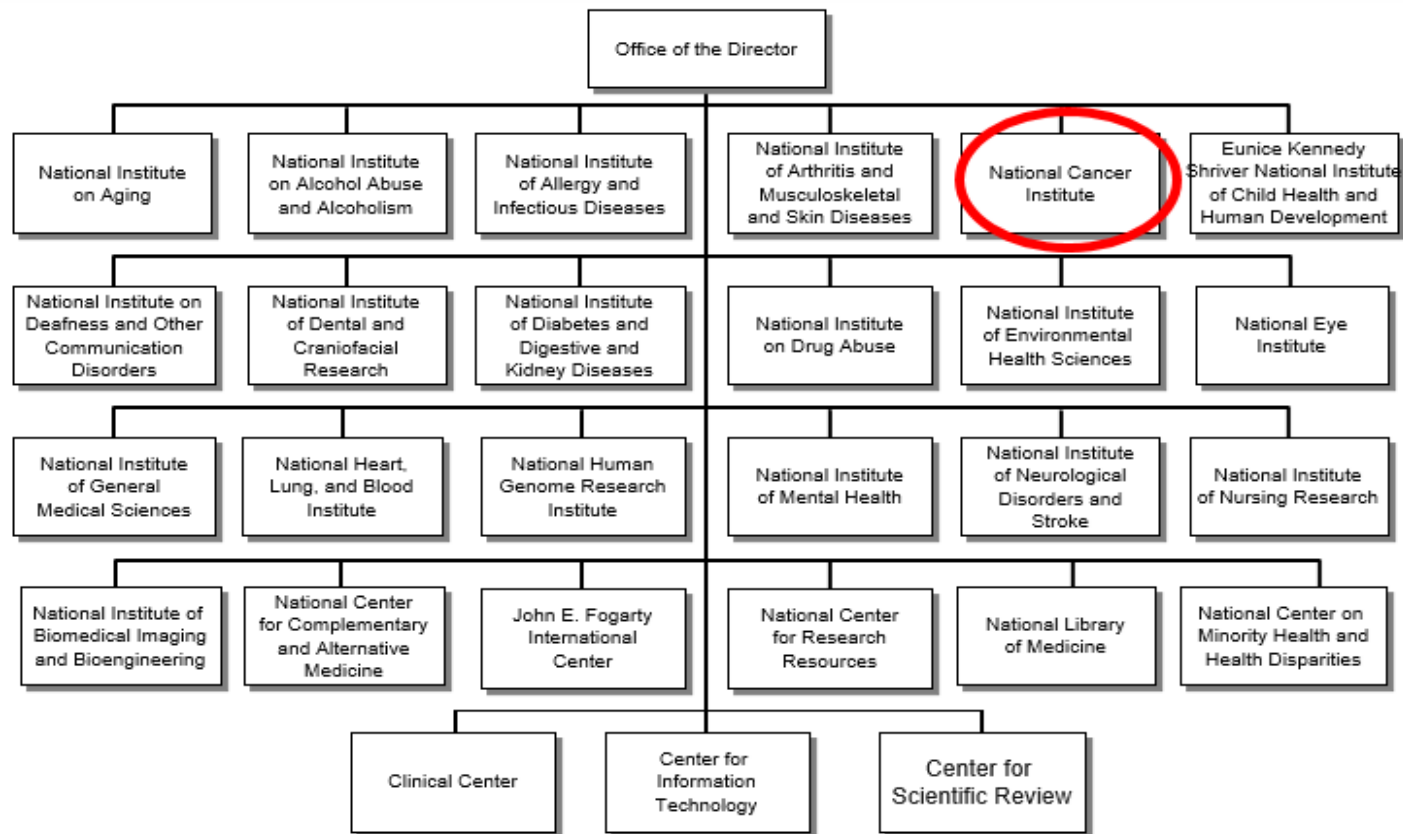 Office of the Director
National Institute
on Aging
National Institute
on Alcohol Abuse
and Alcoholism
National Institute
of Allergy and
Infectious Diseases
National Institute
of Arthritis and
Musculoskeletal
and Skin Diseases
National Cancer
Institute
Eunice Kennedy
Shriver National Institute
of Child Health and
Human Development
National Institute on
Deafness and Other
Communication
Disorders
National Institute
of Dental and
Craniofacial
Research
National Institute
of Diabetes and
Digestive and
Kidney Diseases
National Institute
on Drug Abuse
National Institute
of Environmental
Health Sciences
National Eye
Institute
National Institute
of General
Medical Sciences
National Heart,
Lung, and Blood
Institute
National Human
Genome Research
Institute
National Institute
of Mental Health
National Institute
of Neurological
Disorders and
Stroke
National Institute
of Nursing Research
National Institute of
Biomedical Imaging
and Bioengineering
National Center
for Complementary
and Alternative
Medicine
John E. Fogarty
International
Center
National Center
for Research
Resources
National Library
of Medicine
National Center on
Minority Health and
Health Disparities
Clinical Center
Center for
Information
Technology
Center for
Scientific Review